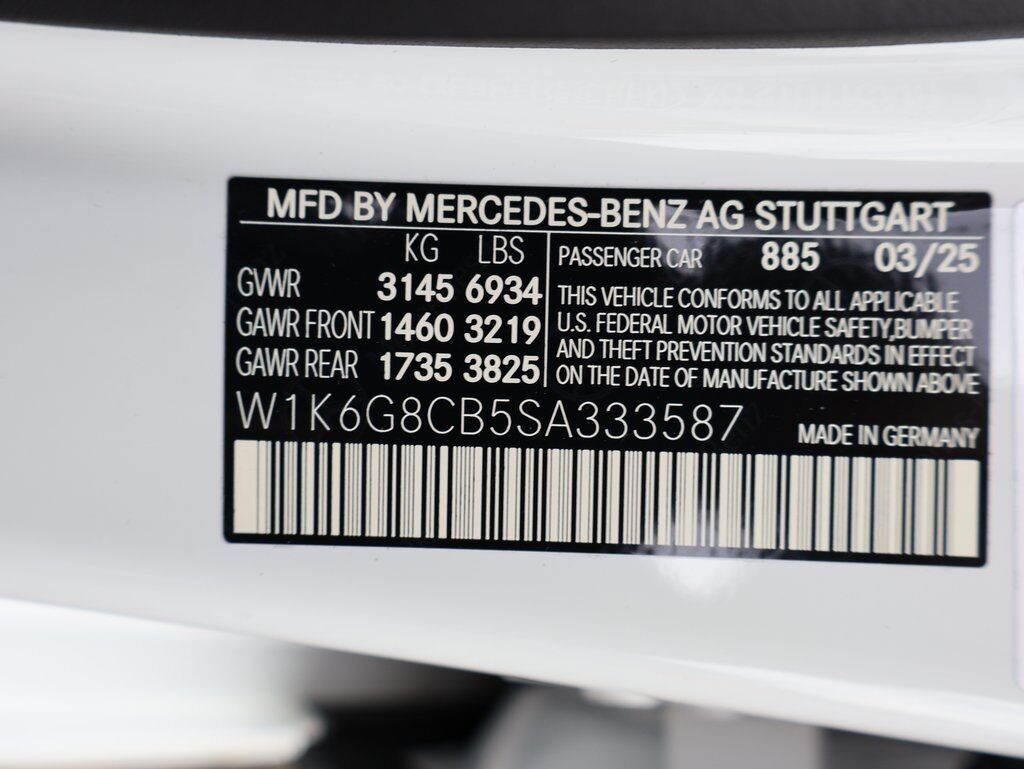 MFD BY MERCEDES-BENZ AG STUTTGART
KG LBS
GVWR 3145 6934
GAWR FRONT 1460 3219
GAWR REAR 1735 3825
PASSENGER CAR 885 03/25
THIS VEHICLE CONFORMS TO ALL APPLICABLE
U.S. FEDERAL MOTOR VEHICLE SAFETY,BUMPER
AND THEFT PREVENTION STANDARDS IN EFFECT
ON THE DATE OF MANUFACTURE SHOWN ABOVE
W1K6G8CB5SA333587
MADE IN GERMANY